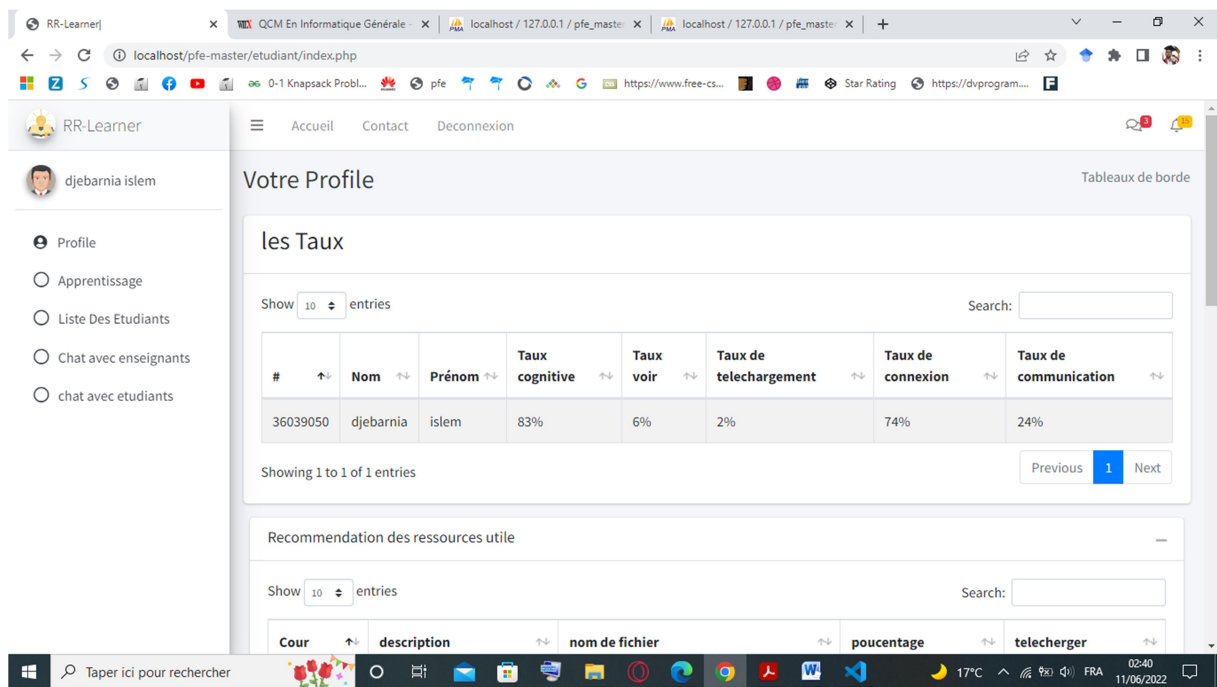 RR-Learner|
QCM En Informatique Générale -
localhost / 127.0.0.1 / pfe_master
localhost / 127.0.0.1 / pfe_master
localhost/pfe-master/etudiant/index.php
0-1 Knapsack Probl...
pfe
https://www.free-cs...
Star Rating
https://dvprogram....
RR-Learner
Accueil Contact Deconnexion
3
15
djebarnia islem
Votre Profile
Tableaux de borde
Profile
Apprentissage
Liste Des Etudiants
Chat avec enseignants
chat avec etudiants
les Taux
Show 10 entries
Search:
# Nom Prénom Taux cognitive Taux voir Taux de telechargement Taux de connexion Taux de communication
36039050 djebarnia islem 83% 6% 2% 74% 24%
Showing 1 to 1 of 1 entries
Previous 1 Next
Recommendation des ressources utile
Show 10 entries
Search:
Cour description nom de fichier poucentage telecherger
Taper ici pour rechercher
17°C
FRA
02:40
11/06/2022